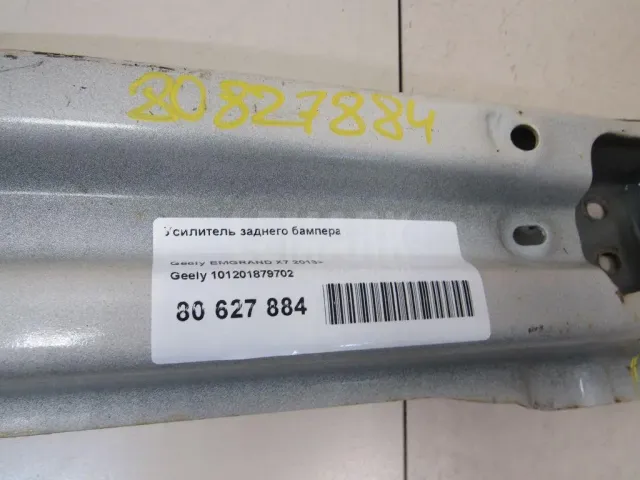 80827884
Усилитель заднего бампера
Geely EMGRAND X7 2013>
Geely 101201879702
80 627 884